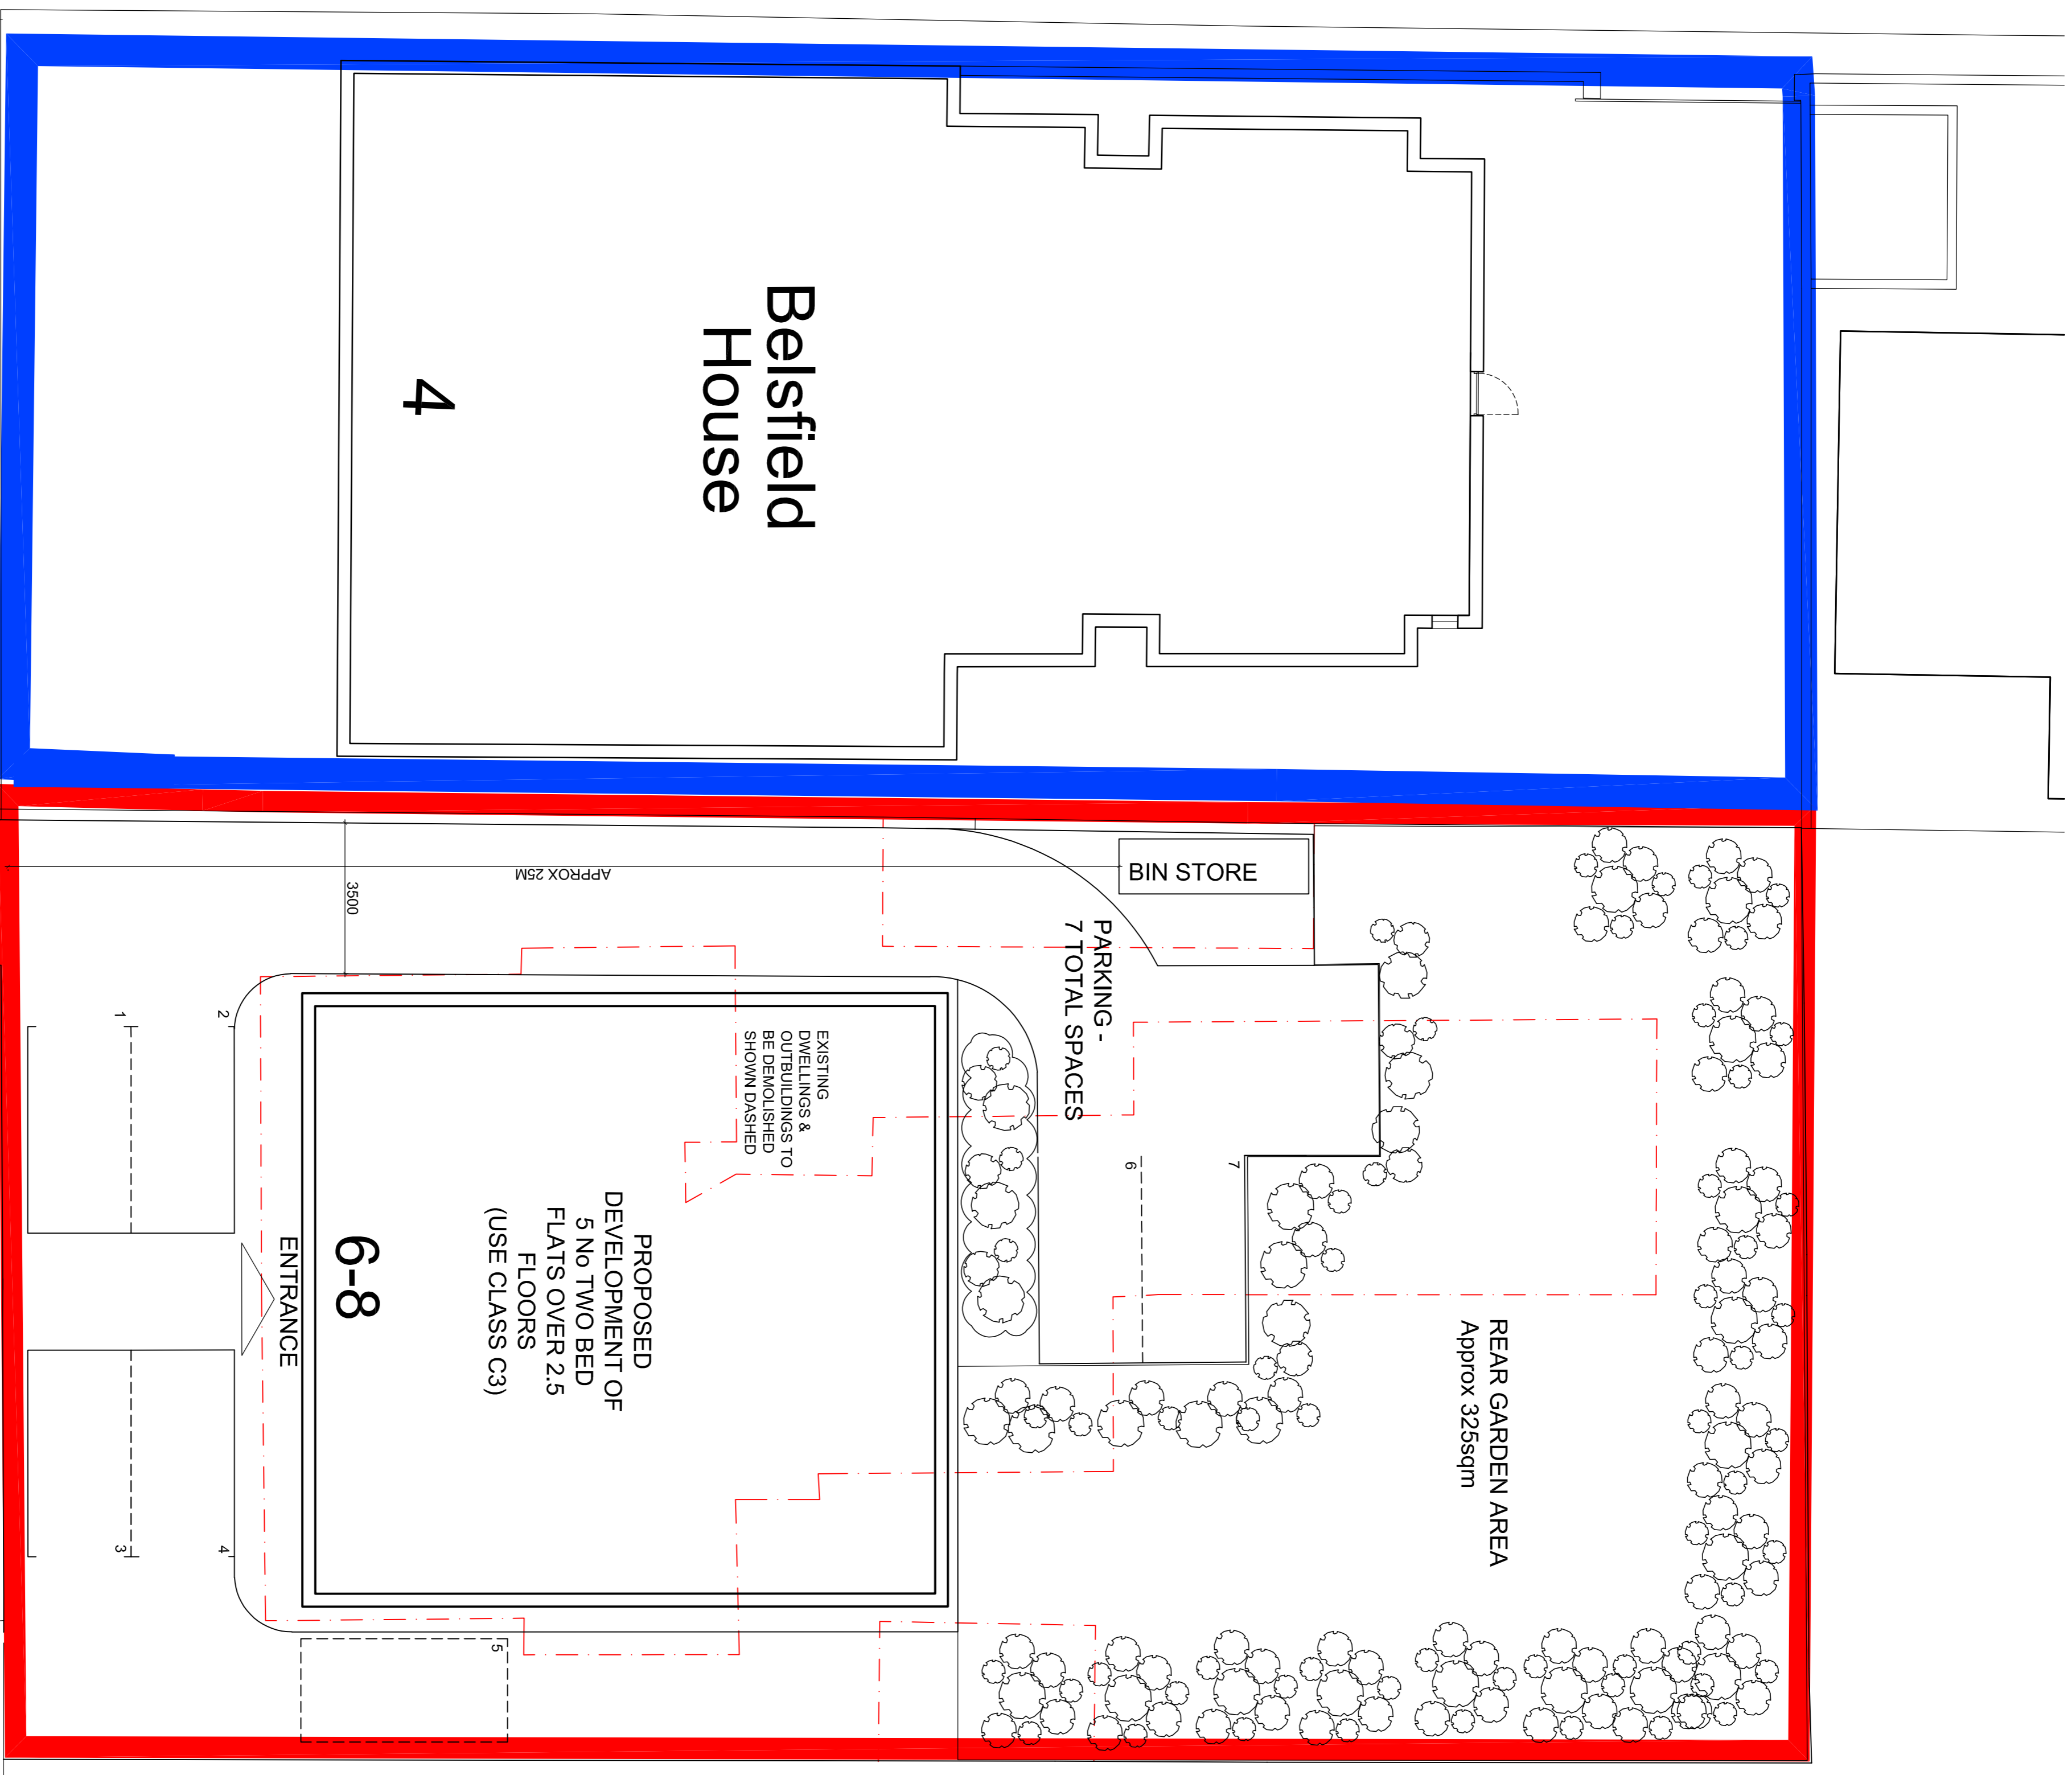 Belsfield
House
4
BIN STORE
APPROX 25M
3500
PARKING -
7 TOTAL SPACES
EXISTING
DWELLINGS &
OUTBUILDINGS TO
BE DEMOLISHED
SHOWN DASHED
1
2
6
7
PROPOSED
DEVELOPMENT OF
5 No TWO BED
FLATS OVER 2.5
FLOORS
(USE CLASS C3)
6-8
ENTRANCE
REAR GARDEN AREA
Approx 325sqm
3
4
5